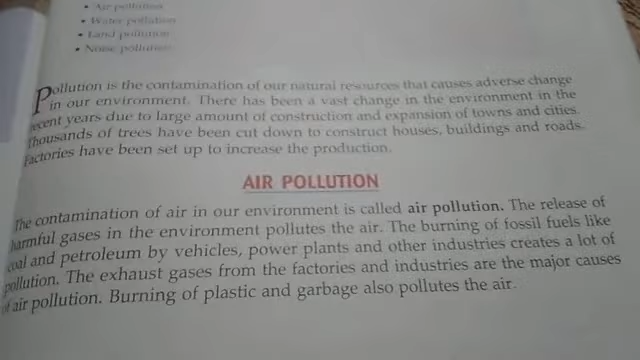 • Air pollution
• Water pollution
• Land pollution
• Noise pollution
Pollution is the contamination of our natural resources that causes adverse change
in our environment. There has been a vast change in the environment in the
recent years due to large amount of construction and expansion of towns and cities.
Thousands of trees have been cut down to construct houses, buildings and roads.
Factories have been set up to increase the production.
AIR POLLUTION
The contamination of air in our environment is called air pollution. The release of
harmful gases in the environment pollutes the air. The burning of fossil fuels like
coal and petroleum by vehicles, power plants and other industries creates a lot of
pollution. The exhaust gases from the factories and industries are the major causes
of air pollution. Burning of plastic and garbage also pollutes the air.